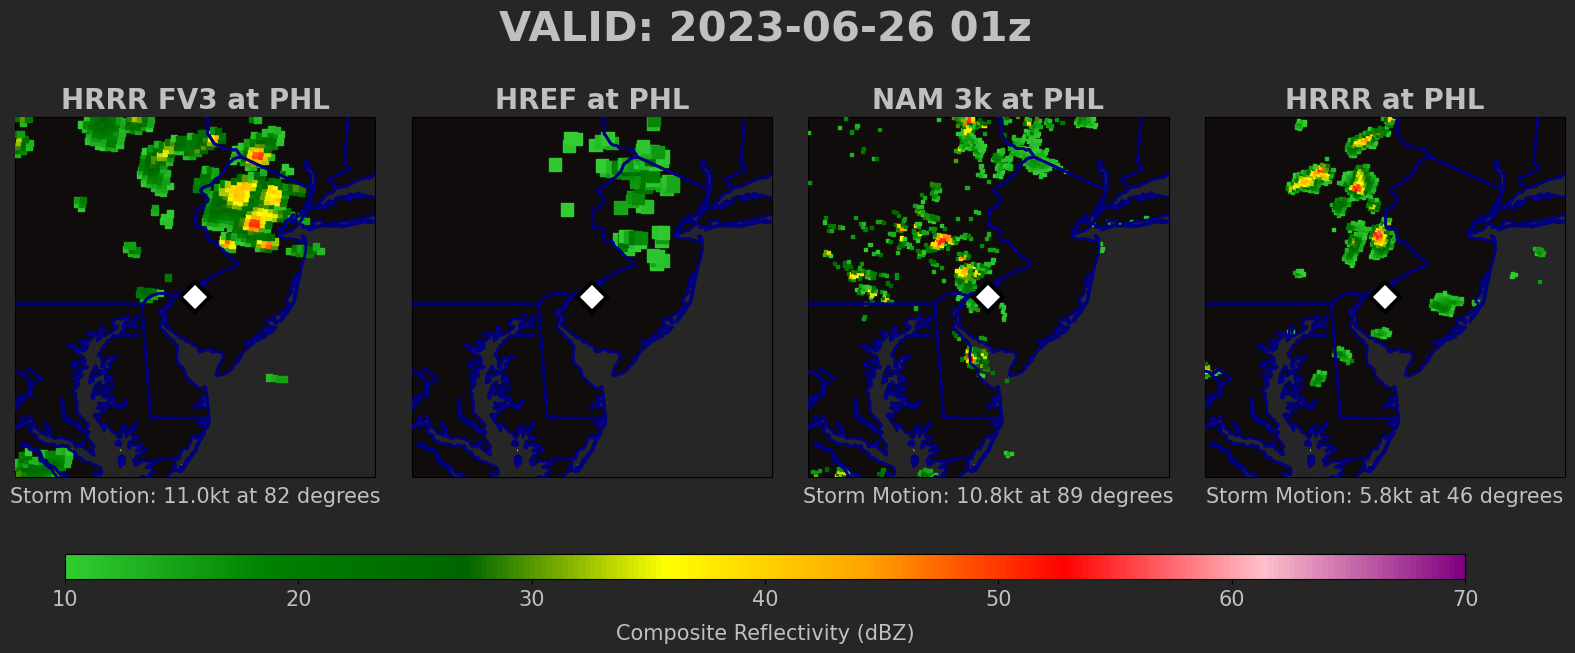 VALID: 2023-06-26 01z
HRRR FV3 at PHL
HREF at PHL
NAM 3k at PHL
HRRR at PHL
Storm Motion: 11.0kt at 82 degrees
Storm Motion: 10.8kt at 89 degrees
Storm Motion: 5.8kt at 46 degrees
10 20 30 40 50 60 70
Composite Reflectivity (dBZ)